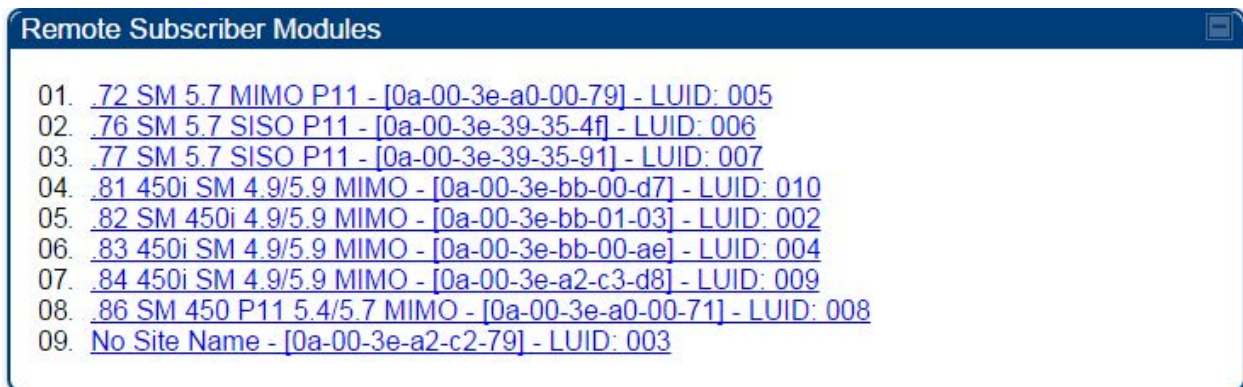 Remote Subscriber Modules
01. .72 SM 5.7 MIMO P11 - [0a-00-3e-a0-00-79] - LUID: 005
02. .76 SM 5.7 SISO P11 - [0a-00-3e-39-35-4f] - LUID: 006
03. .77 SM 5.7 SISO P11 - [0a-00-3e-39-35-91] - LUID: 007
04. .81 450i SM 4.9/5.9 MIMO - [0a-00-3e-bb-00-d7] - LUID: 010
05. .82 SM 450i 4.9/5.9 MIMO - [0a-00-3e-bb-01-03] - LUID: 002
06. .83 450i SM 4.9/5.9 MIMO - [0a-00-3e-bb-00-ae] - LUID: 004
07. .84 450i SM 4.9/5.9 MIMO - [0a-00-3e-a2-c3-d8] - LUID: 009
08. .86 SM 450 P11 5.4/5.7 MIMO - [0a-00-3e-a0-00-71] - LUID: 008
09. No Site Name - [0a-00-3e-a2-c2-79] - LUID: 003